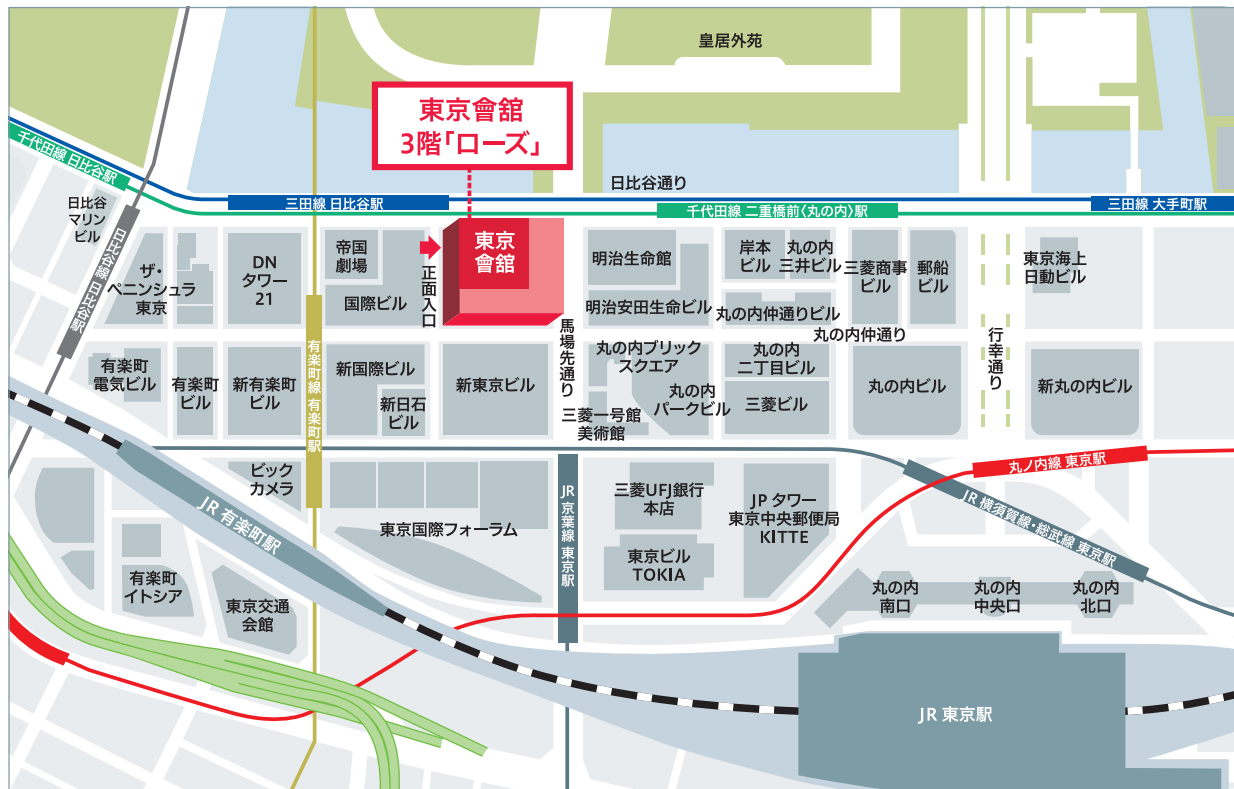 皇居外苑
東京會舘
3階「ローズ」
日比谷通り
千代田線 日比谷駅
三田線 日比谷駅
千代田線 二重橋前〈丸の内〉駅
三田線 大手町駅
日比谷
マリン
ビル
日比谷線 日比谷駅
ザ・
ペニンシュラ
東京
DN
タワー
21
帝国
劇場
国際ビル
正面入口
東京
會舘
馬場先通り
明治生命館
明治安田生命ビル
岸本
ビル
丸の内
三井ビル
丸の内仲通りビル
三菱商事
ビル
郵船
ビル
丸の内仲通り
行幸通り
東京海上
日動ビル
有楽町
電気ビル
有楽町
ビル
新有楽町
ビル
有楽町線 有楽町駅
新国際ビル
新日石
ビル
新東京ビル
丸の内ブリック
スクエア
丸の内
パークビル
三菱一号館
美術館
丸の内
二丁目ビル
三菱ビル
丸の内ビル
新丸の内ビル
丸ノ内線 東京駅
ビック
カメラ
JR 有楽町駅
東京国際フォーラム
JR 京葉線 東京駅
三菱UFJ銀行
本店
東京ビル
TOKIA
JP タワー
東京中央郵便局
KITTE
JR 横須賀線・総武線 東京駅
有楽町
イトシア
東京交通
会館
丸の内
南口
丸の内
中央口
丸の内
北口
JR 東京駅